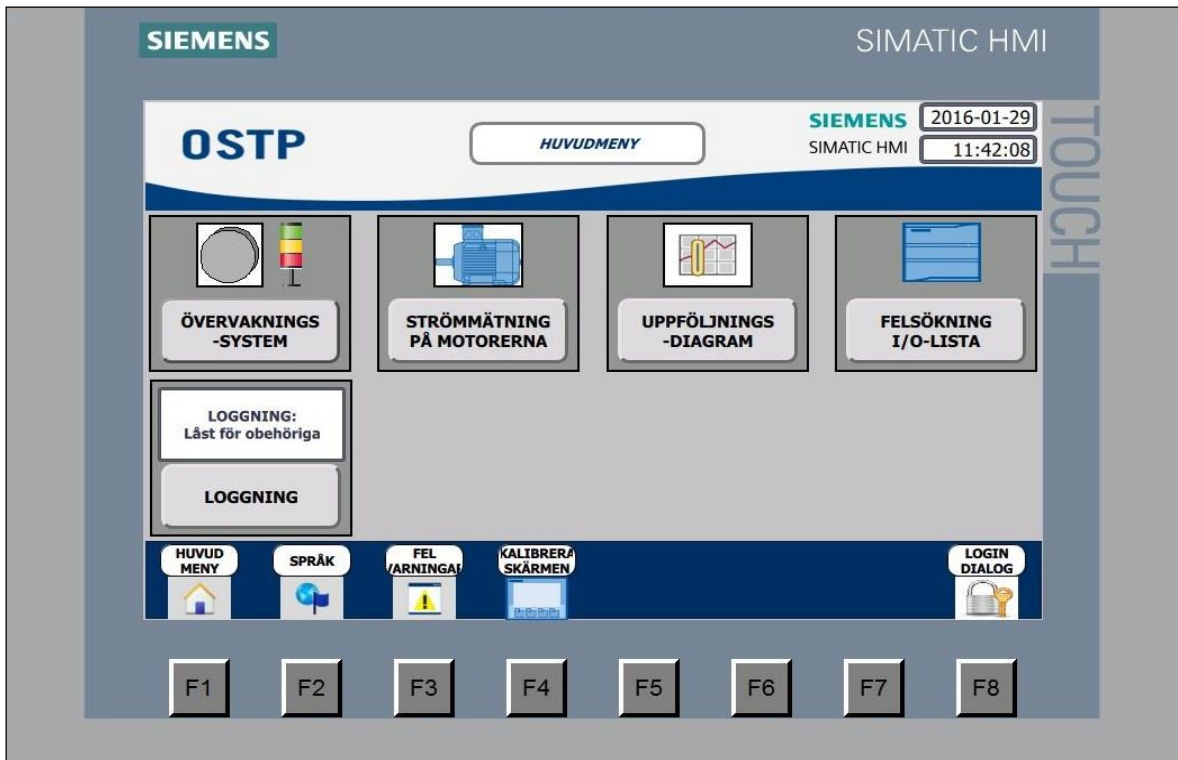 SIEMENS
SIMATIC HMI
TOUCH
OSTP
HUVUDMENY
SIEMENS
SIMATIC HMI
2016-01-29
11:42:08
ÖVERVAKNINGS
-SYSTEM
STRÖMMÄTNING
PÅ MOTORERNA
UPPFÖLJNINGS
-DIAGRAM
FELSÖKNING
I/O-LISTA
LOGGNING:
Låst för obehöriga
LOGGNING
HUVUD
MENY
SPRÅK
FEL
/ARNINGAI
KALIBRERA
SKÄRMEN
LOGIN
DIALOG
F1
F2
F3
F4
F5
F6
F7
F8